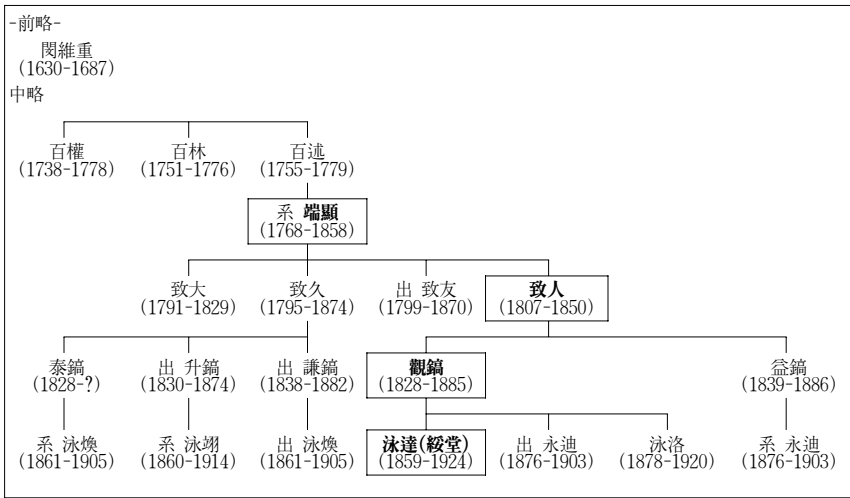 -前略-
閔維重
(1630-1687)
中略
百權 百林 百述
(1738-1778) (1751-1776) (1755-1779)
系 端顯
(1768-1858)
致大 致久 出 致友 致人
(1791-1829) (1795-1874) (1799-1870) (1807-1850)
泰鎬 出 升鎬 出 謙鎬 觀鎬 益鎬
(1828-?) (1830-1874) (1838-1882) (1828-1885) (1839-1886)
系 泳煥 系 泳翊 出 泳煥 泳達(綏堂) 出 永迪 泳洛 系 永迪
(1861-1905) (1860-1914) (1861-1905) (1859-1924) (1876-1903) (1878-1920) (1876-1903)